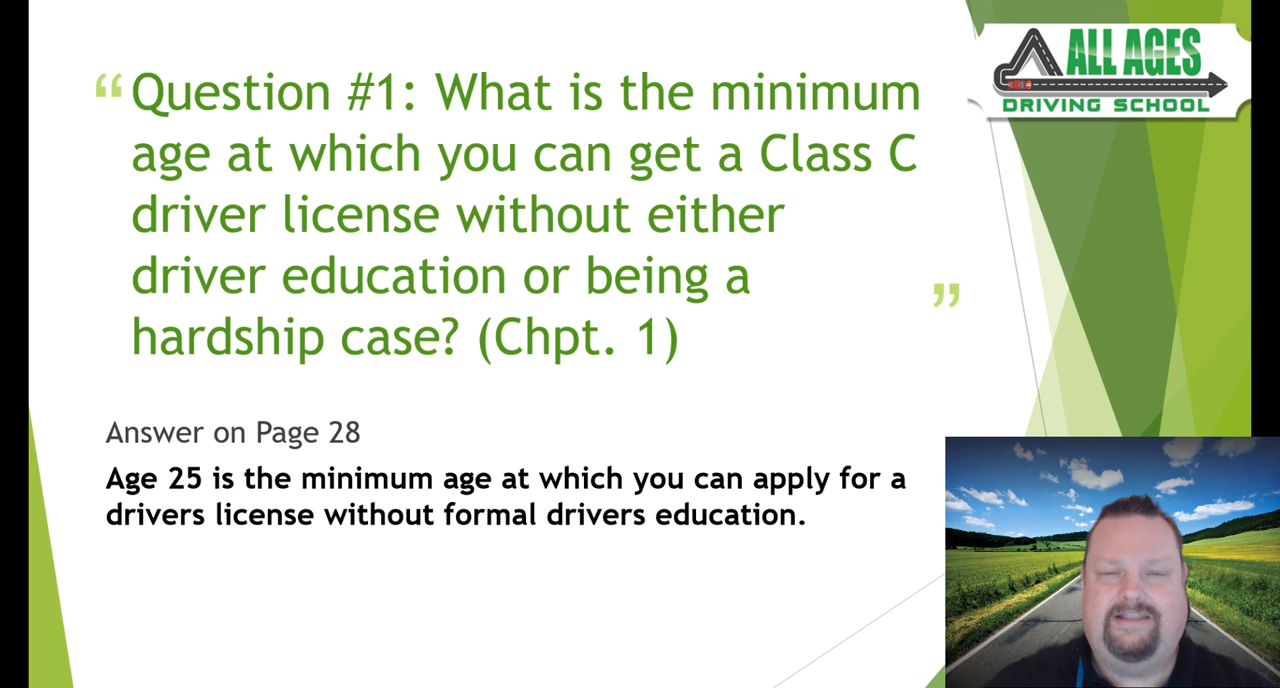 ALL AGES
DRIVING SCHOOL
“Question #1: What is the minimum
age at which you can get a Class C
driver license without either
driver education or being a
hardship case? (Chpt. 1)”
Answer on Page 28
Age 25 is the minimum age at which you can apply for a
drivers license without formal drivers education.